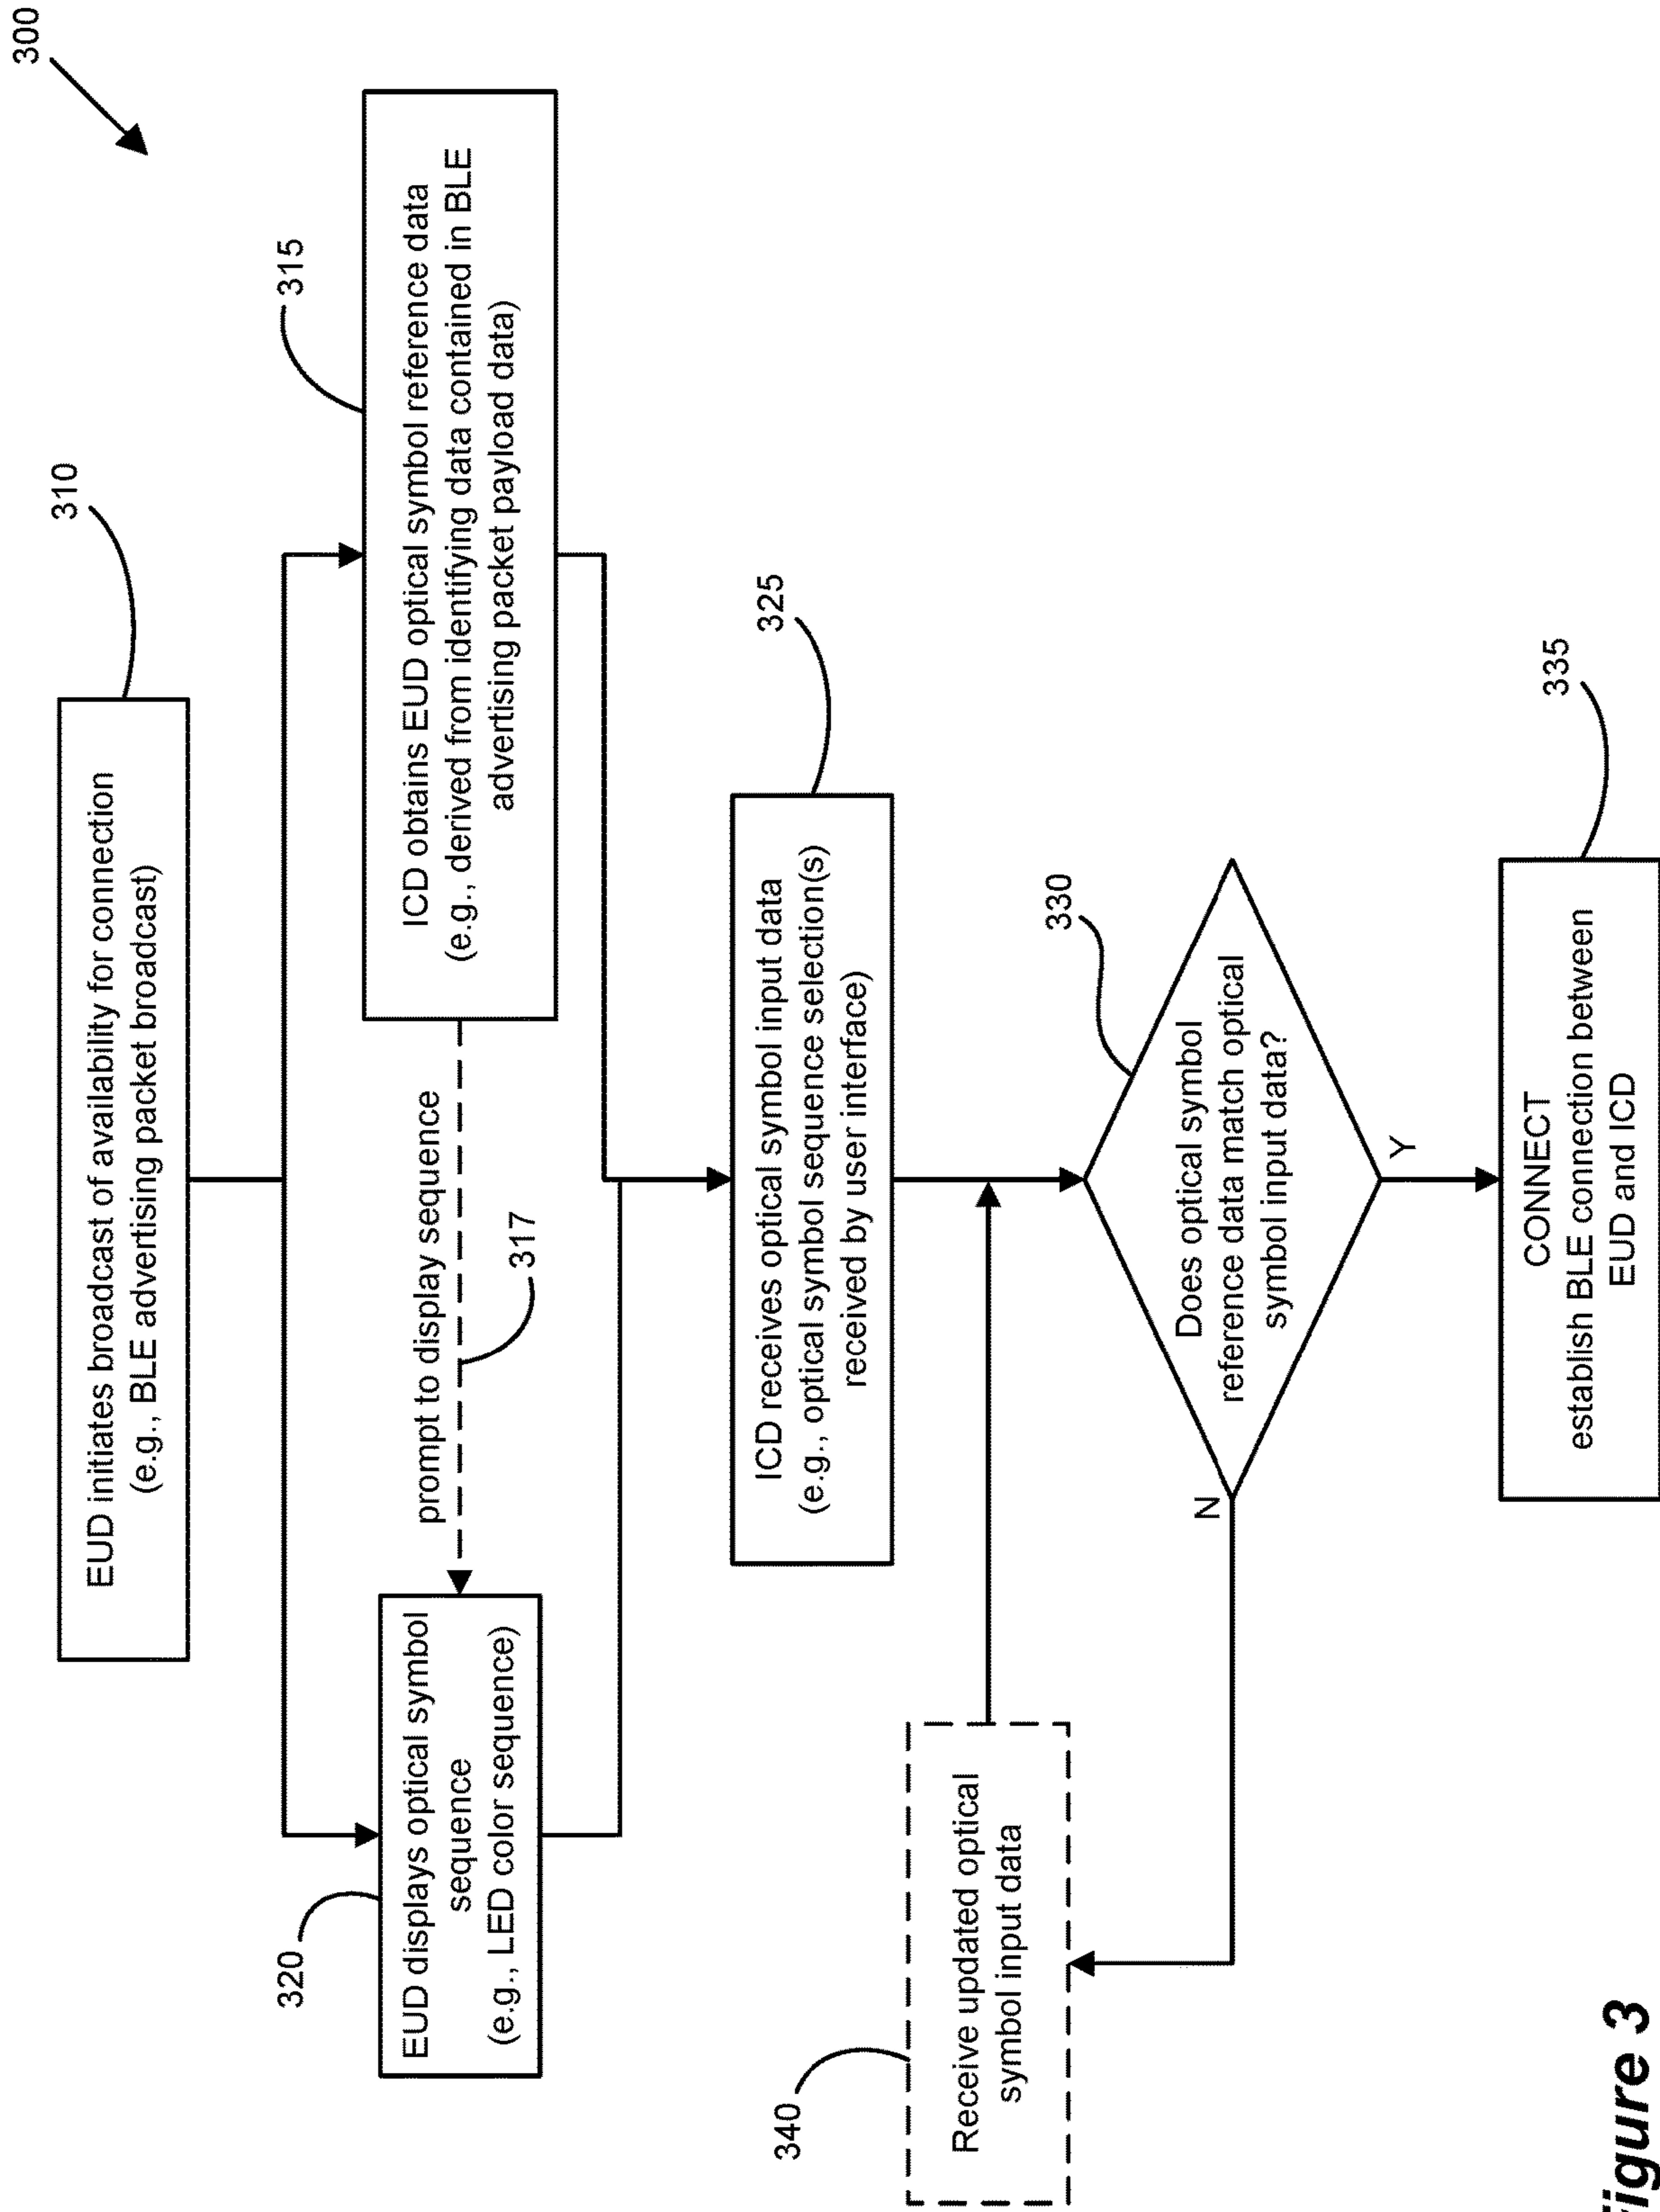 300
310
EUD initiates broadcast of availability for connection
(e.g., BLE advertising packet broadcast)
315
ICD obtains EUD optical symbol reference data
(e.g., derived from identifying data contained in BLE
advertising packet payload data)
prompt to display sequence
317
320
EUD displays optical symbol
sequence
(e.g., LED color sequence)
325
ICD receives optical symbol input data
(e.g., optical symbol sequence selection(s)
received by user interface)
330
Does optical symbol
reference data match optical
symbol input data?
N
Y
340
Receive updated optical
symbol input data
335
CONNECT
establish BLE connection between
EUD and ICD
igure 3